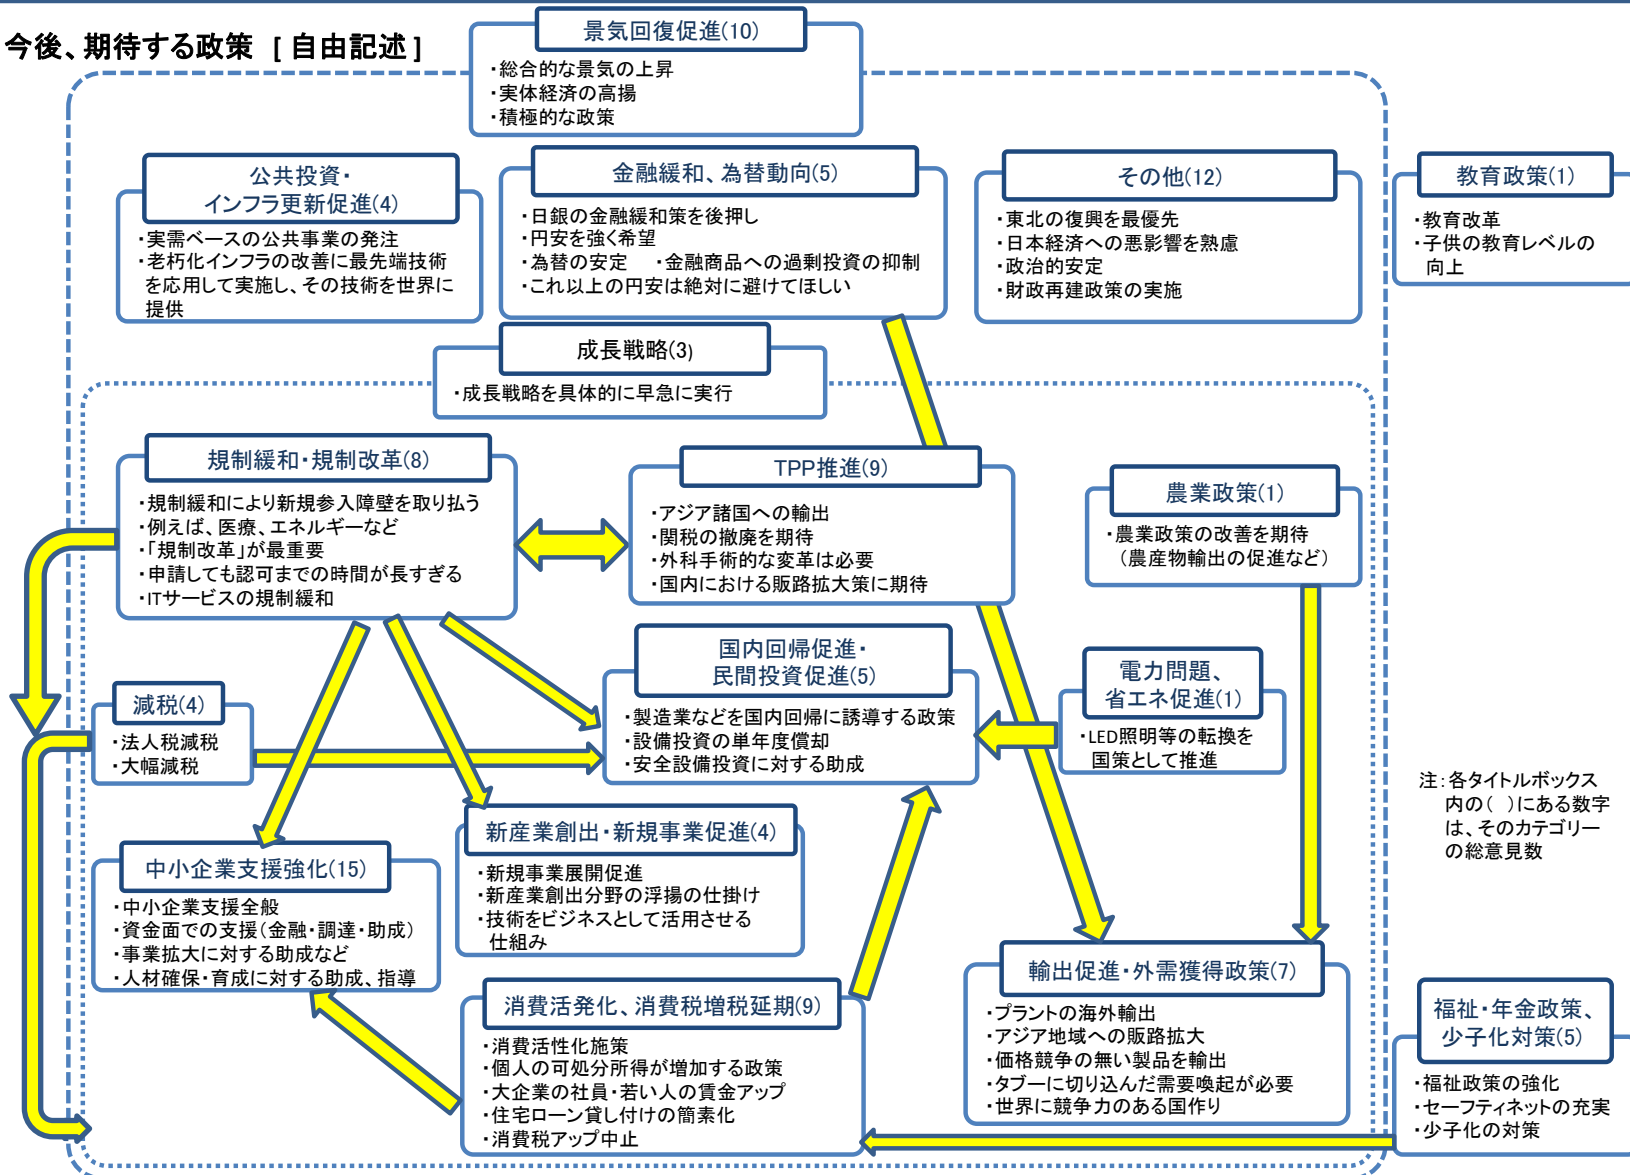 今後、期待する政策 [自由記述]
景気回復促進(10)
・総合的な景気の上昇
・実体経済の高揚
・積極的な政策
公共投資・
インフラ更新促進(4)
・実需ベースの公共事業の発注
・老朽化インフラの改善に最先端技術
を応用して実施し、その技術を世界に
提供
金融緩和、為替動向(5)
・日銀の金融緩和策を後押し
・円安を強く希望
・為替の安定　・金融商品への過剰投資の抑制
・これ以上の円安は絶対に避けてほしい
その他(12)
・東北の復興を最優先
・日本経済への悪影響を熟慮
・政治的安定
・財政再建政策の実施
教育政策(1)
・教育改革
・子供の教育レベルの
向上
成長戦略(3)
・成長戦略を具体的に早急に実行
規制緩和・規制改革(8)
・規制緩和により新規参入障壁を取り払う
・例えば、医療、エネルギーなど
・「規制改革」が最重要
・申請しても認可までの時間が長すぎる
・ITサービスの規制緩和
TPP推進(9)
・アジア諸国への輸出
・関税の撤廃を期待
・外科手術的な変革は必要
・国内における販路拡大策に期待
農業政策(1)
・農業政策の改善を期待
（農産物輸出の促進など）
減税(4)
・法人税減税
・大幅減税
国内回帰促進・
民間投資促進(5)
・製造業などを国内回帰に誘導する政策
・設備投資の単年度償却
・安全設備投資に対する助成
電力問題、
省エネ促進(1)
・LED照明等の転換を
国策として推進
注：各タイトルボックス
内の（　）にある数字
は、そのカテゴリー
の総意見数
新産業創出・新規事業促進(4)
・新規事業展開促進
・新産業創出分野の浮揚の仕掛け
・技術をビジネスとして活用させる
仕組み
中小企業支援強化(15)
・中小企業支援全般
・資金面での支援（金融・調達・助成）
・事業拡大に対する助成など
・人材確保・育成に対する助成、指導
消費活発化、消費税増税延期(9)
・消費活性化施策
・個人の可処分所得が増加する政策
・大企業の社員・若い人の賃金アップ
・住宅ローン貸し付けの簡素化
・消費税アップ中止
輸出促進・外需獲得政策(7)
・プラントの海外輸出
・アジア地域への販路拡大
・価格競争の無い製品を輸出
・タブーに切り込んだ需要喚起が必要
・世界に競争力のある国作り
福祉・年金政策、
少子化対策(5)
・福祉政策の強化
・セーフティネットの充実
・少子化の対策